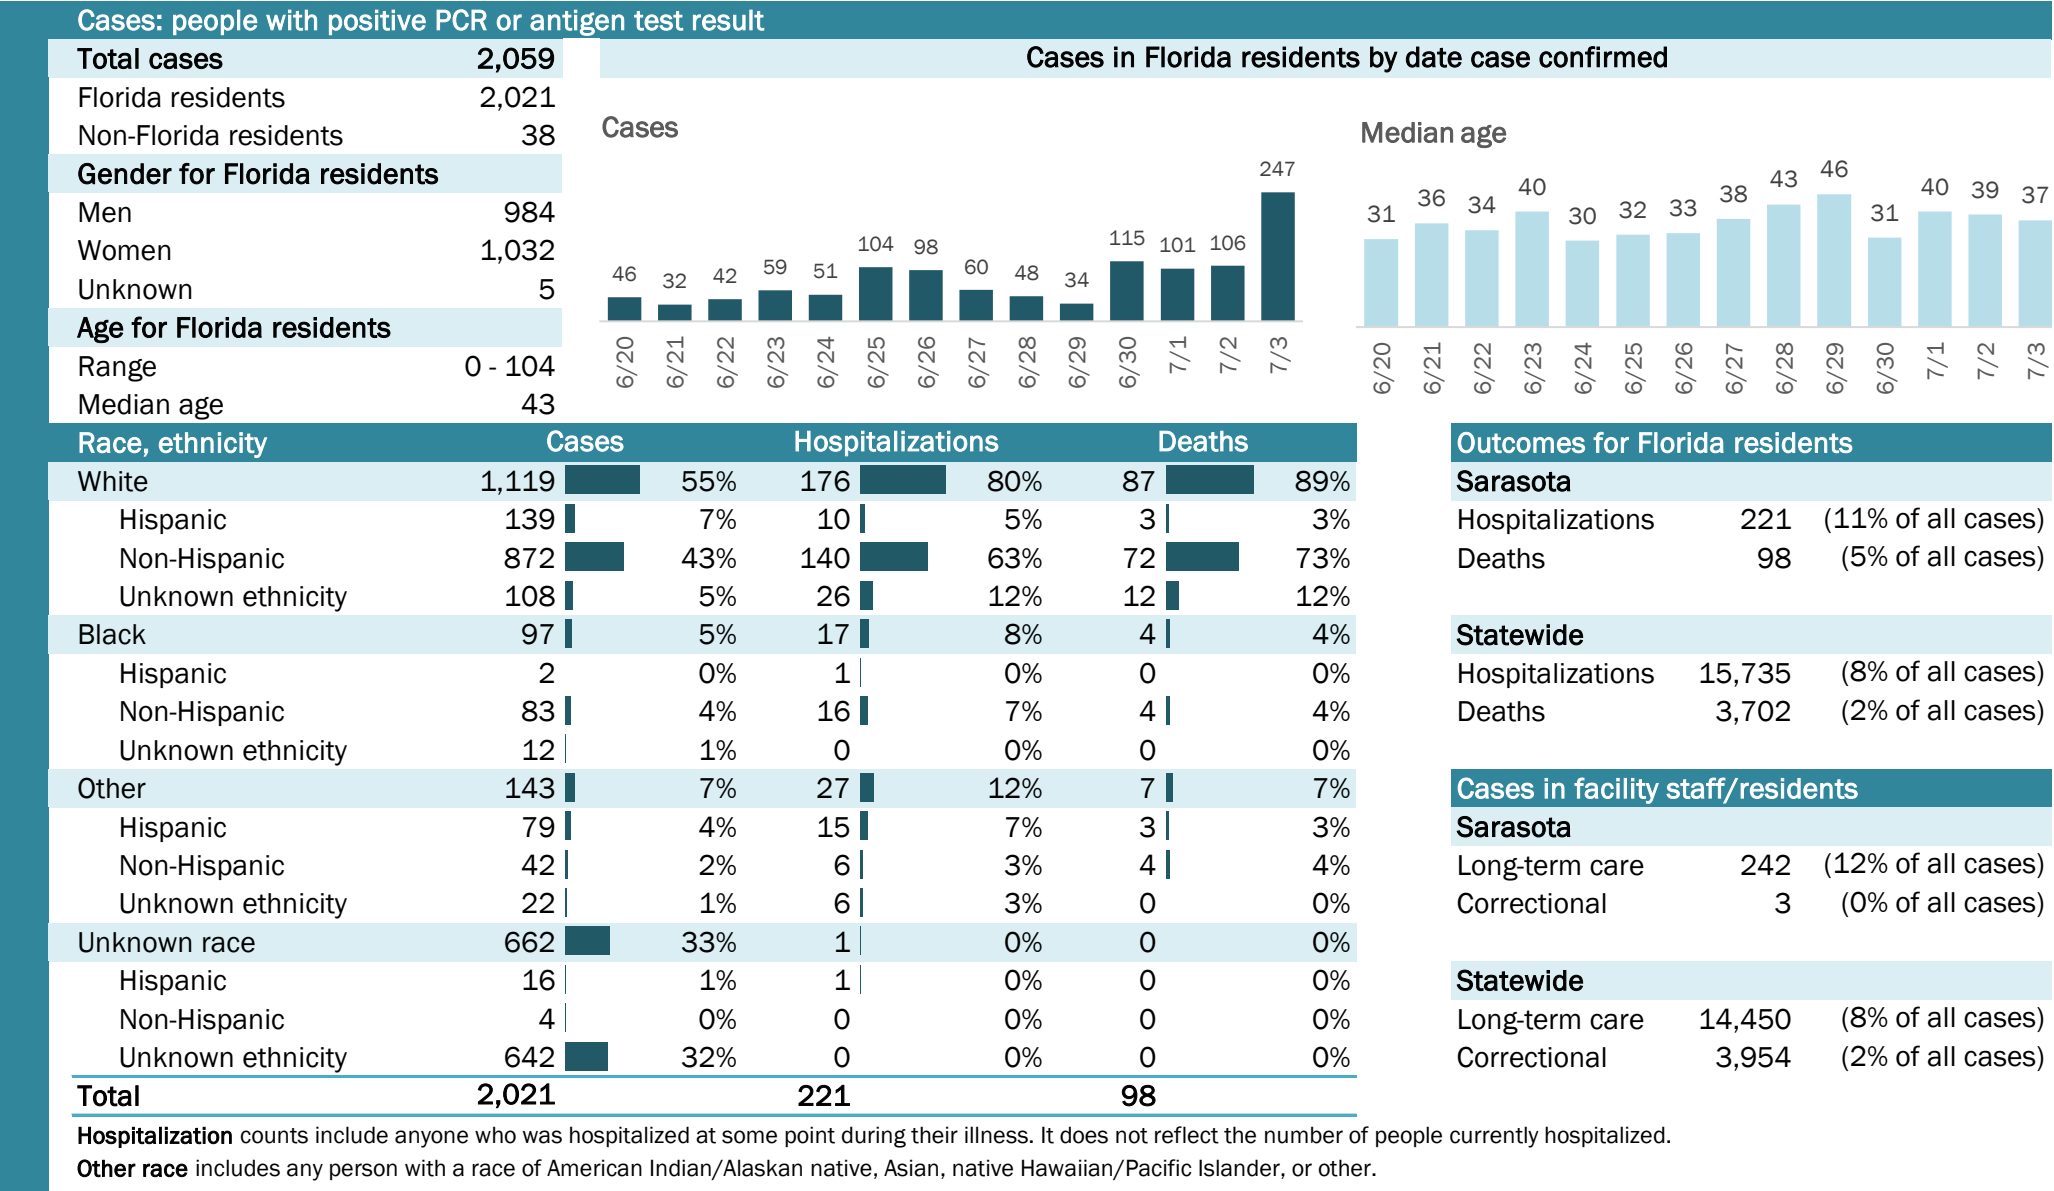 Cases: people with positive PCR or antigen test result
Total cases 2,059
Florida residents 2,021
Non-Florida residents 38
Gender for Florida residents
Men 984
Women 1,032
Unknown 5
Age for Florida residents
Range 0 - 104
Median age 43
Cases in Florida residents by date case confirmed
Cases
46 32 42 59 51 104 98 60 48 34 115 101 106 247
6/20 6/21 6/22 6/23 6/24 6/25 6/26 6/27 6/28 6/29 6/30 7/1 7/2 7/3
Median age
31 36 34 40 30 32 33 38 43 46 31 40 39 37
6/20 6/21 6/22 6/23 6/24 6/25 6/26 6/27 6/28 6/29 6/30 7/1 7/2 7/3
Race, ethnicity Cases Hospitalizations Deaths
White 1,119 55% 176 80% 87 89%
Hispanic 139 7% 10 5% 3 3%
Non-Hispanic 872 43% 140 63% 72 73%
Unknown ethnicity 108 5% 26 12% 12 12%
Black 97 5% 17 8% 4 4%
Hispanic 2 0% 1 0% 0 0%
Non-Hispanic 83 4% 16 7% 4 4%
Unknown ethnicity 12 1% 0 0% 0 0%
Other 143 7% 27 12% 7 7%
Hispanic 79 4% 15 7% 3 3%
Non-Hispanic 42 2% 6 3% 4 4%
Unknown ethnicity 22 1% 6 3% 0 0%
Unknown race 662 33% 1 0% 0 0%
Hispanic 16 1% 1 0% 0 0%
Non-Hispanic 4 0% 0 0% 0 0%
Unknown ethnicity 642 32% 0 0% 0 0%
Total 2,021 221 98
Outcomes for Florida residents
Sarasota
Hospitalizations 221 (11% of all cases)
Deaths 98 (5% of all cases)
Statewide
Hospitalizations 15,735 (8% of all cases)
Deaths 3,702 (2% of all cases)
Cases in facility staff/residents
Sarasota
Long-term care 242 (12% of all cases)
Correctional 3 (0% of all cases)
Statewide
Long-term care 14,450 (8% of all cases)
Correctional 3,954 (2% of all cases)
Hospitalization counts include anyone who was hospitalized at some point during their illness. It does not reflect the number of people currently hospitalized.
Other race includes any person with a race of American Indian/Alaskan native, Asian, native Hawaiian/Pacific Islander, or other.